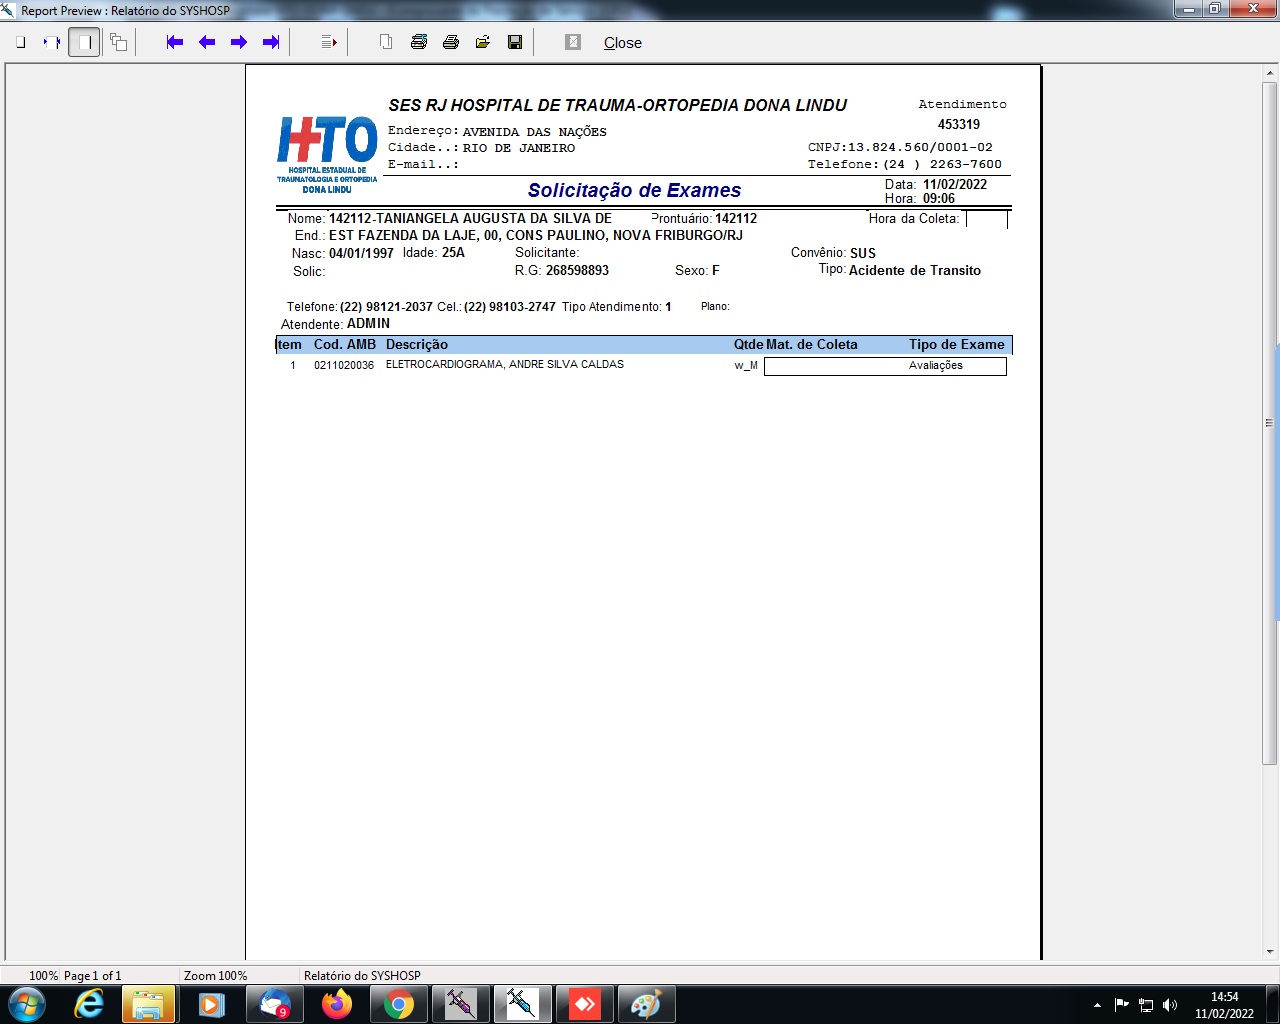 Report Preview : Relatório do SYSHOSP
Close
SES RJ HOSPITAL DE TRAUMA-ORTOPEDIA DONA LINDU
Atendimento
453319
HTO
HOSPITAL ESTADUAL DE
TRAUMATOLOGIA E ORTOPEDIA
DONA LINDU
Endereço: AVENIDA DAS NAÇÕES
Cidade..: RIO DE JANEIRO
CNPJ:13.824.560/0001-02
E-mail..:
Telefone:(24 ) 2263-7600
Solicitação de Exames
Data: 11/02/2022
Hora: 09:06
Nome: 142112-TANIANGELA AUGUSTA DA SILVA DE Prontuário: 142112 Hora da Coleta:
End.: EST FAZENDA DA LAJE, 00, CONS PAULINO, NOVA FRIBURGO/RJ
Nasc: 04/01/1997 Idade: 25A Solicitante: Convênio: SUS
Solic: R.G: 268598893 Sexo: F Tipo: Acidente de Transito
Telefone: (22) 98121-2037 Cel.: (22) 98103-2747 Tipo Atendimento: 1 Plano:
Atendente: ADMIN
Item Cod. AMB Descrição Qtde Mat. de Coleta Tipo de Exame
1 0211020036 ELETROCARDIOGRAMA, ANDRE SILVA CALDAS w_M Avaliações
100% Page 1 of 1 Zoom 100% Relatório do SYSHOSP
9
14:54
11/02/2022